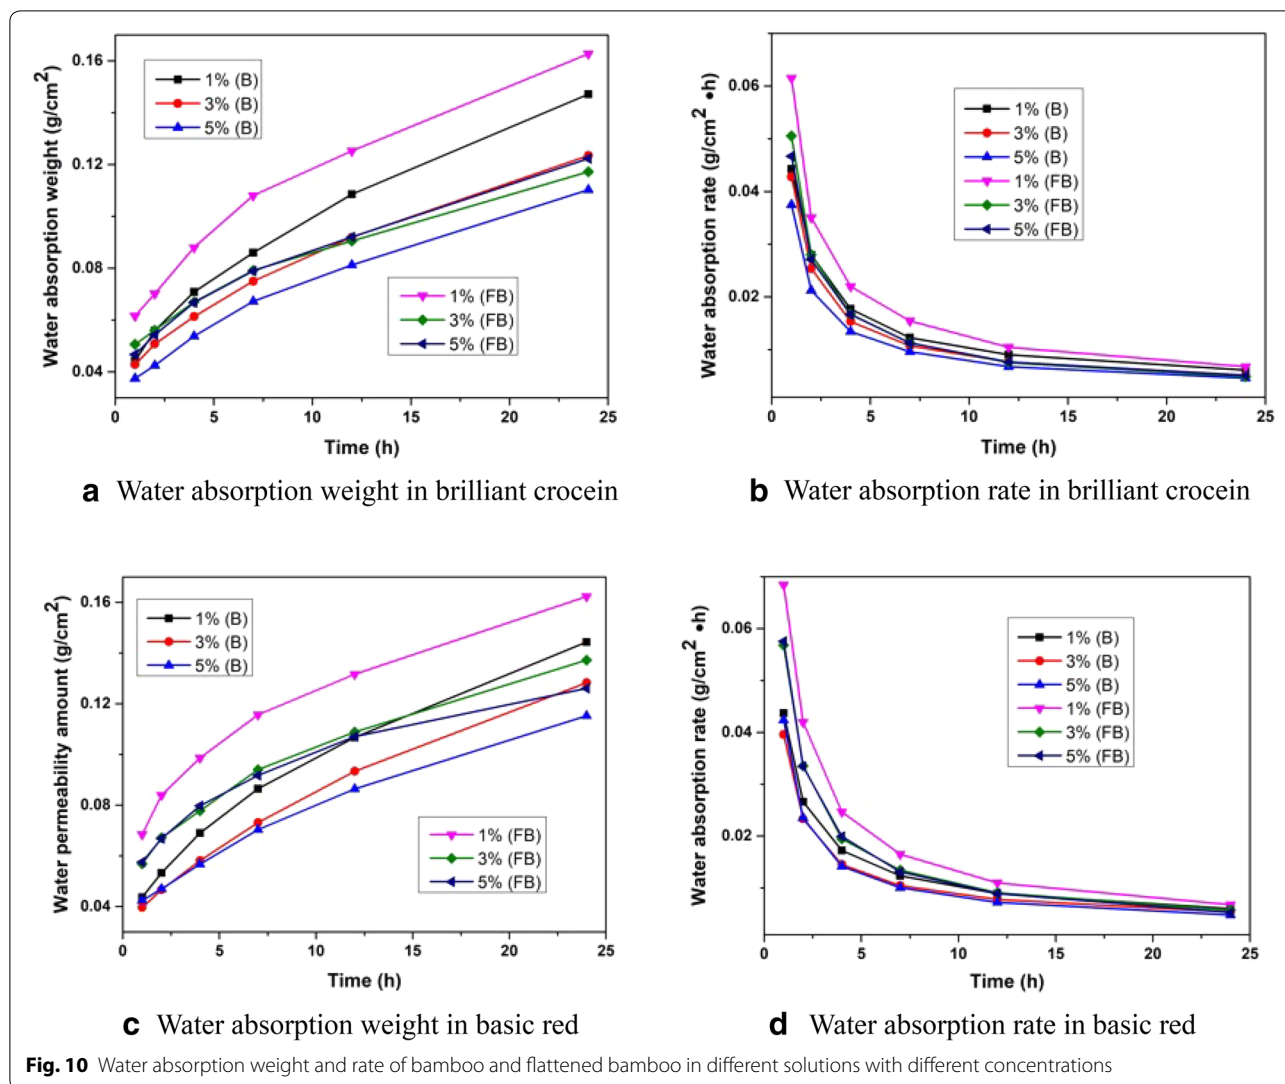 Water absorption weight (g/cm2)
0.16
0.12
0.08
0.04
1% (B)
3% (B)
5% (B)
1% (FB)
3% (FB)
5% (FB)
0 5 10 15 20 25
Time (h)
a Water absorption weight in brilliant crocein
Water absorption rate (g/cm2 •h)
0.06
0.04
0.02
1% (B)
3% (B)
5% (B)
1% (FB)
3% (FB)
5% (FB)
0 5 10 15 20 25
Time (h)
b Water absorption rate in brilliant crocein
Water permeability amount (g/cm2)
0.16
0.12
0.08
0.04
1% (B)
3% (B)
5% (B)
1% (FB)
3% (FB)
5% (FB)
0 5 10 15 20 25
Time (h)
c Water absorption weight in basic red
Water absorption rate (g/cm2 •h)
0.06
0.04
0.02
1% (B)
3% (B)
5% (B)
1% (FB)
3% (FB)
5% (FB)
0 5 10 15 20 25
Time (h)
d Water absorption rate in basic red
Fig. 10 Water absorption weight and rate of bamboo and flattened bamboo in different solutions with different concentrations